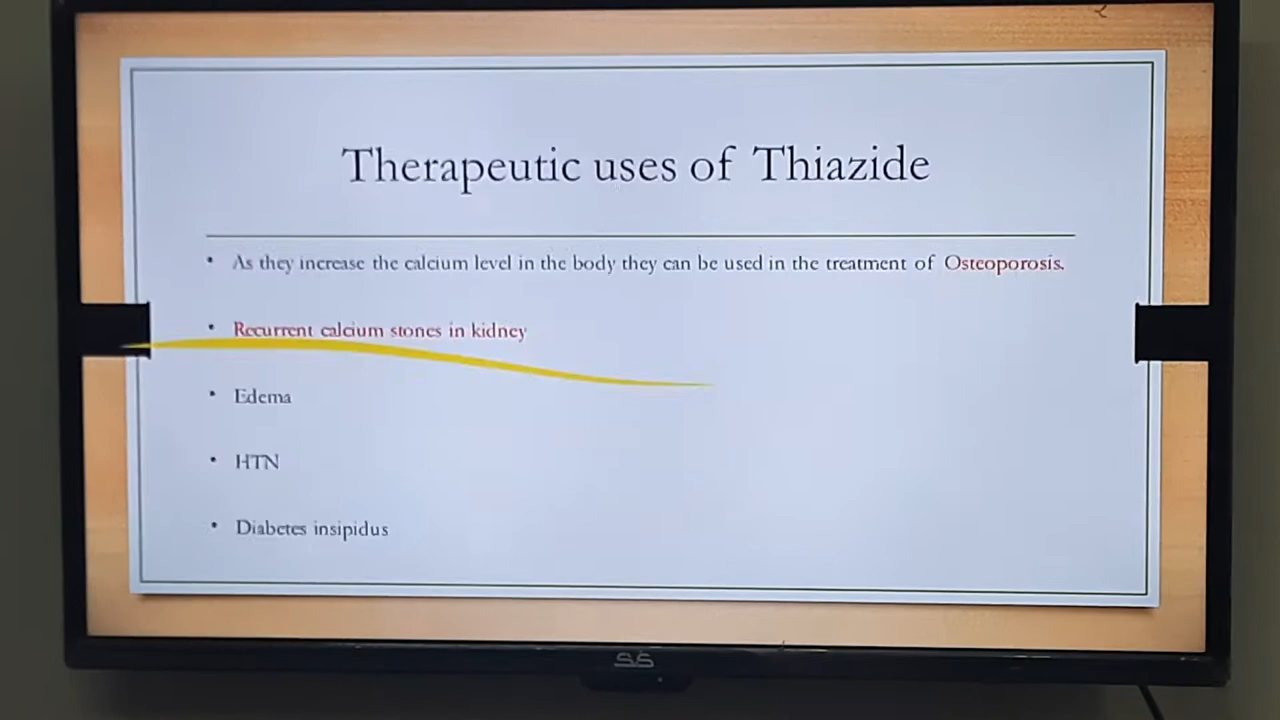 Therapeutic uses of Thiazide
• As they increase the calcium level in the body they can be used in the treatment of Osteoporosis.
• Recurrent calcium stones in kidney
• Edema
• HTN
• Diabetes insipidus